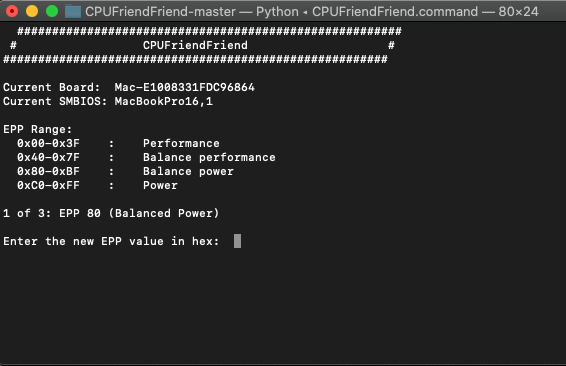 CPUFriendFriend-master — Python ◂ CPUFriendFriend.command — 80×24
#######################################################
# CPUFriendFriend #
#######################################################
Current Board: Mac-E1008331FDC96864
Current SMBIOS: MacBookPro16,1
EPP Range:
0x00-0x3F : Performance
0x40-0x7F : Balance performance
0x80-0xBF : Balance power
0xC0-0xFF : Power
1 of 3: EPP 80 (Balanced Power)
Enter the new EPP value in hex: